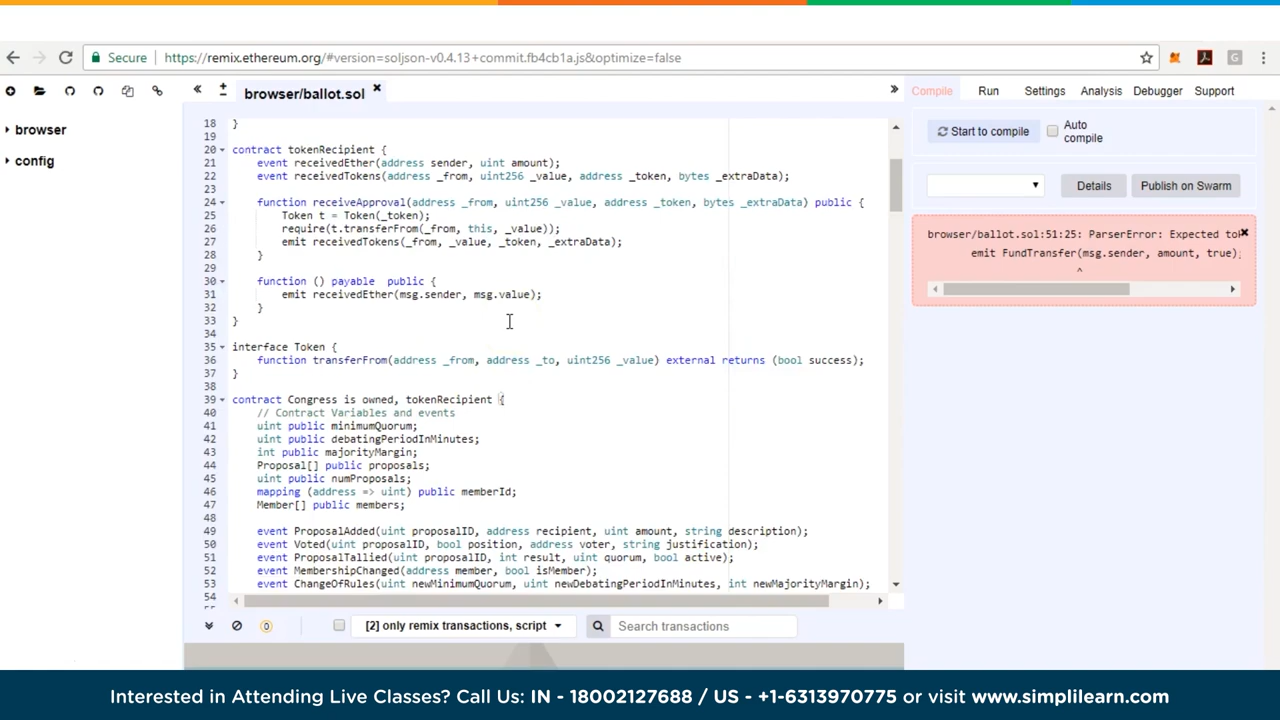 Secure https://remix.ethereum.org/#version=soljson-v0.4.13+commit.fb4cb1a.js&optimize=false
browser/ballot.sol
Compile Run Settings Analysis Debugger Support
browser
config
Start to compile
Auto compile
Details
Publish on Swarm
browser/ballot.sol:51:25: ParserError: Expected
emit FundTransfer(msg.sender, amount, true);
^
18 }
19
20 contract tokenRecipient {
21 event receivedEther(address sender, uint amount);
22 event receivedTokens(address _from, uint256 _value, address _token, bytes _extraData);
23
24 function receiveApproval(address _from, uint256 _value, address _token, bytes _extraData) public {
25 Token t = Token(_token);
26 require(t.transferFrom(_from, this, _value));
27 emit receivedTokens(_from, _value, _token, _extraData);
28 }
29
30 function () payable public {
31 emit receivedEther(msg.sender, msg.value);
32 }
33 }
34
35 interface Token {
36 function transferFrom(address _from, address _to, uint256 _value) external returns (bool success);
37 }
38
39 contract Congress is owned, tokenRecipient {
40 // Contract Variables and events
41 uint public minimumQuorum;
42 uint public debatingPeriodInMinutes;
43 int public majorityMargin;
44 Proposal[] public proposals;
45 uint public numProposals;
46 mapping (address => uint) public memberId;
47 Member[] public members;
48
49 event ProposalAdded(uint proposalID, address recipient, uint amount, string description);
50 event Voted(uint proposalID, bool position, address voter, string justification);
51 event ProposalTallied(uint proposalID, int result, uint quorum, bool active);
52 event MembershipChanged(address member, bool isMember);
53 event ChangeOfRules(uint newMinimumQuorum, uint newDebatingPeriodInMinutes, int newMajorityMargin);
54
0
[2] only remix transactions, script
Search transactions
Interested in Attending Live Classes? Call Us: IN - 18002127688 / US - +1-6313970775 or visit www.simplilearn.com